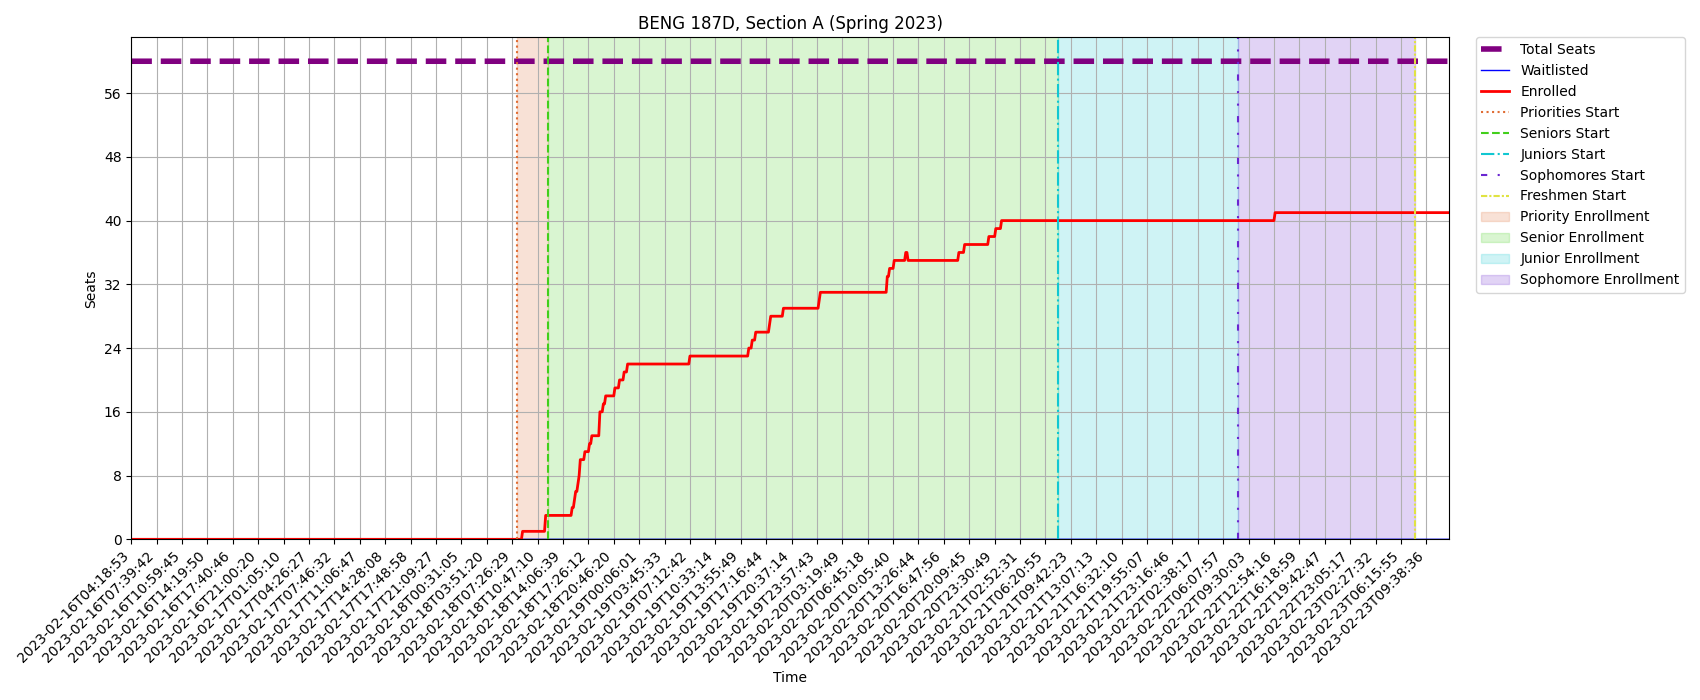 BENG 187D, Section A (Spring 2023)
Seats
56
48
40
32
24
16
8
0
2023-02-16T04:18:53
2023-02-16T07:39:42
2023-02-16T10:59:45
2023-02-16T14:19:50
2023-02-16T17:40:46
2023-02-16T21:00:20
2023-02-17T01:05:10
2023-02-17T04:26:27
2023-02-17T07:46:32
2023-02-17T11:06:47
2023-02-17T14:28:08
2023-02-17T17:48:58
2023-02-17T21:09:27
2023-02-18T00:31:05
2023-02-18T03:51:20
2023-02-18T07:26:29
2023-02-18T10:47:10
2023-02-18T14:06:39
2023-02-18T17:26:12
2023-02-18T20:46:20
2023-02-19T00:06:01
2023-02-19T03:45:33
2023-02-19T07:12:42
2023-02-19T10:33:14
2023-02-19T13:55:49
2023-02-19T17:16:44
2023-02-19T20:37:14
2023-02-19T23:57:43
2023-02-20T03:19:49
2023-02-20T06:45:18
2023-02-20T10:05:40
2023-02-20T13:26:44
2023-02-20T16:47:56
2023-02-20T20:09:45
2023-02-20T23:30:49
2023-02-21T02:52:31
2023-02-21T06:20:55
2023-02-21T09:42:23
2023-02-21T13:07:13
2023-02-21T16:32:10
2023-02-21T19:55:07
2023-02-21T23:16:46
2023-02-22T02:38:17
2023-02-22T06:07:57
2023-02-22T09:30:03
2023-02-22T12:54:16
2023-02-22T16:18:59
2023-02-22T19:42:47
2023-02-22T23:05:17
2023-02-23T02:27:32
2023-02-23T06:15:55
2023-02-23T09:38:36
Time
Total Seats
Waitlisted
Enrolled
Priorities Start
Seniors Start
Juniors Start
Sophomores Start
Freshmen Start
Priority Enrollment
Senior Enrollment
Junior Enrollment
Sophomore Enrollment